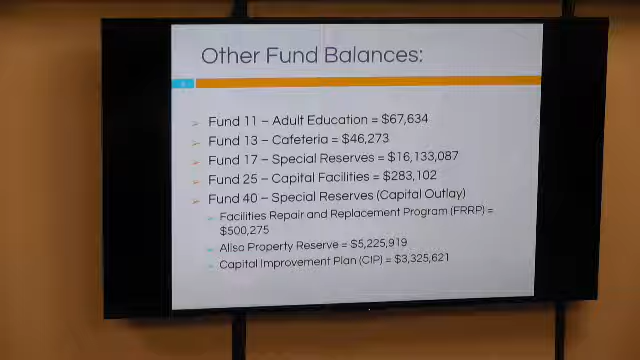 Other Fund Balances:
Fund 11 – Adult Education = $67,634
Fund 13 – Cafeteria = $46,273
Fund 17 – Special Reserves = $16,133,087
Fund 25 – Capital Facilities = $283,102
Fund 40 – Special Reserves (Capital Outlay)
Facilities Repair and Replacement Program (FRRP) =
$500,275
Aliso Property Reserve = $5,225,919
Capital Improvement Plan (CIP) = $3,325,621